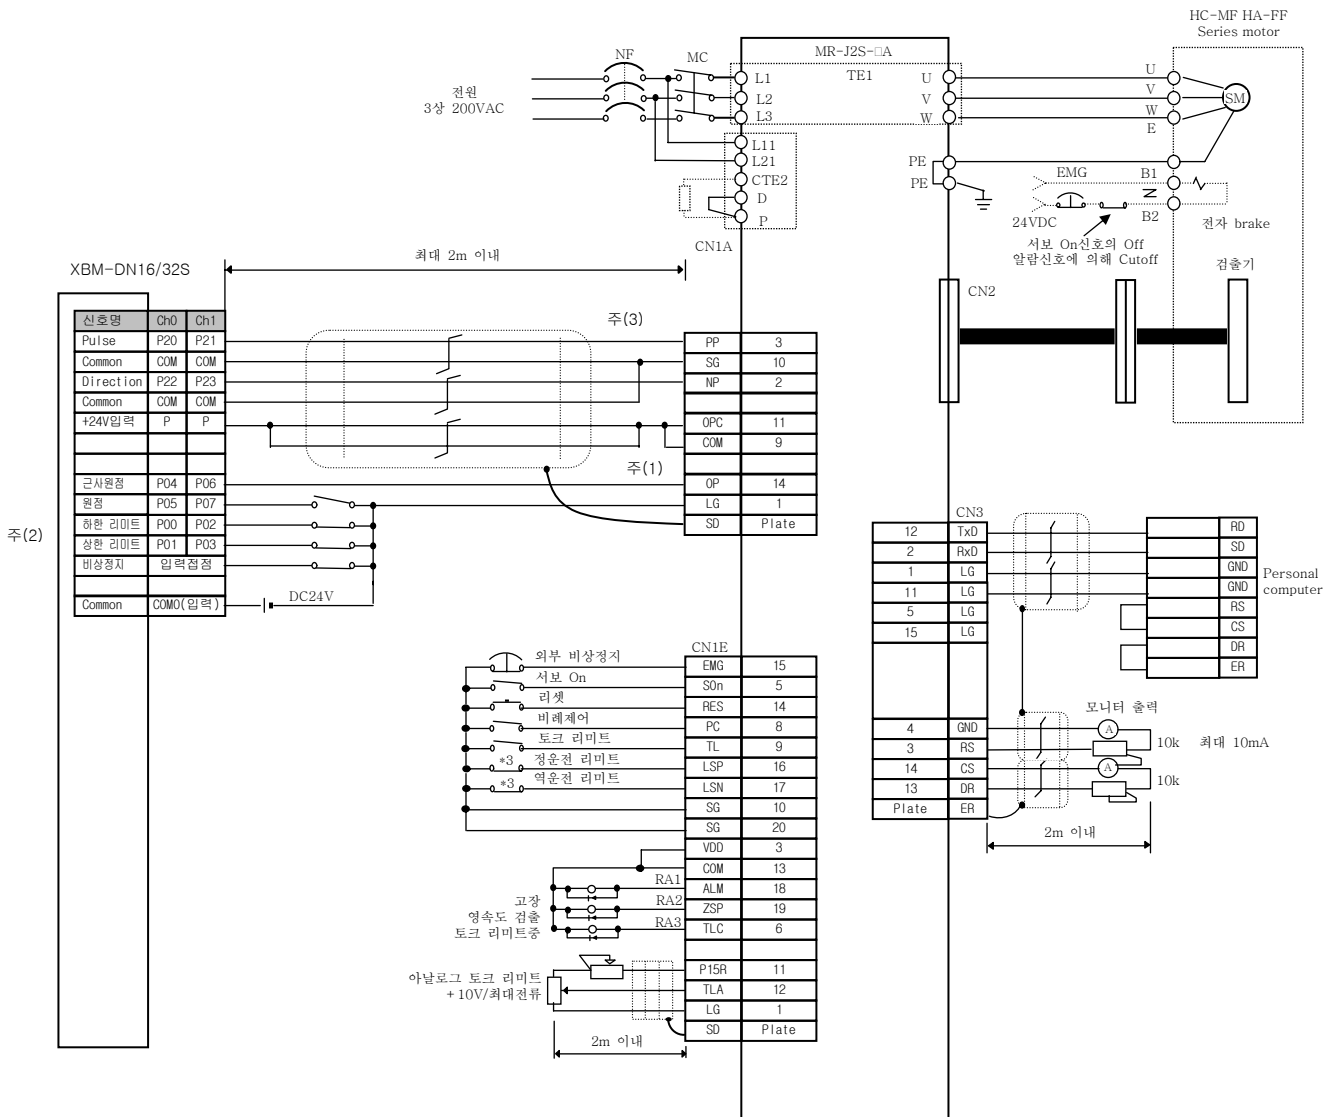 HC-MF HA-FF
Series motor
NF
MC
MR-J2S-□A
TE1
전원
3상 200VAC
L1
L2
L3
U
V
W
U
V
W
E
SM
L11
L21
CTE2
D
P
PE
PE
EMG
B1
B2
24VDC
전자 brake
서보 On신호의 Off
알람신호에 의해 Cutoff
검출기
CN1A
CN2
최대 2m 이내
XBM-DN16/32S
신호명 Ch0 Ch1
Pulse P20 P21
Common COM COM
Direction P22 P23
Common COM COM
+24V입력 P P
근사원점 P04 P06
원점 P05 P07
하한 리미트 P00 P02
상한 리미트 P01 P03
비상정지 입력접점
Common COM0(입력)
DC24V
주(2)
주(3)
주(1)
PP 3
SG 10
NP 2
OPC 11
COM 9
OP 14
LG 1
SD Plate
CN3
12 TxD
2 RxD
1 LG
11 LG
5 LG
15 LG
4 GND
3 RS
14 CS
13 DR
Plate ER
RD
SD
GND
GND
RS
CS
DR
ER
Personal
computer
모니터 출력
A
10k
최대 10mA
A
10k
2m 이내
CN1E
외부 비상정지
서보 On
리셋
비례제어
토크 리미트
*3 정운전 리미트
*3 역운전 리미트
EMG 15
SOn 5
RES 14
PC 8
TL 9
LSP 16
LSN 17
SG 10
SG 20
VDD 3
COM 13
ALM 18
ZSP 19
TLC 6
P15R 11
TLA 12
LG 1
SD Plate
RA1
RA2
RA3
고장
영속도 검출
토크 리미트중
아날로그 토크 리미트
+10V/최대전류
2m 이내